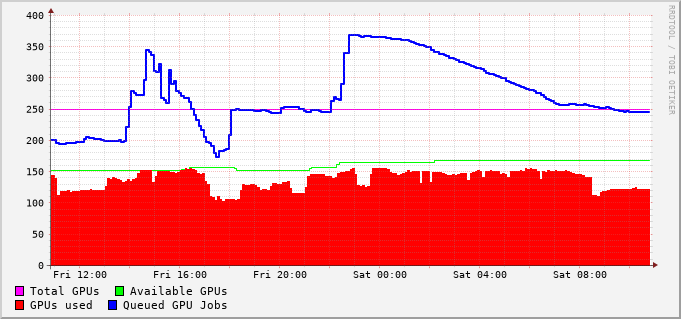 400
350
300
250
200
150
100
50
0
Fri 12:00 Fri 16:00 Fri 20:00 Sat 00:00 Sat 04:00 Sat 08:00
Total GPUs Available GPUs
GPUs used Queued GPU Jobs
RRDTOOL / TOBI OETIKER